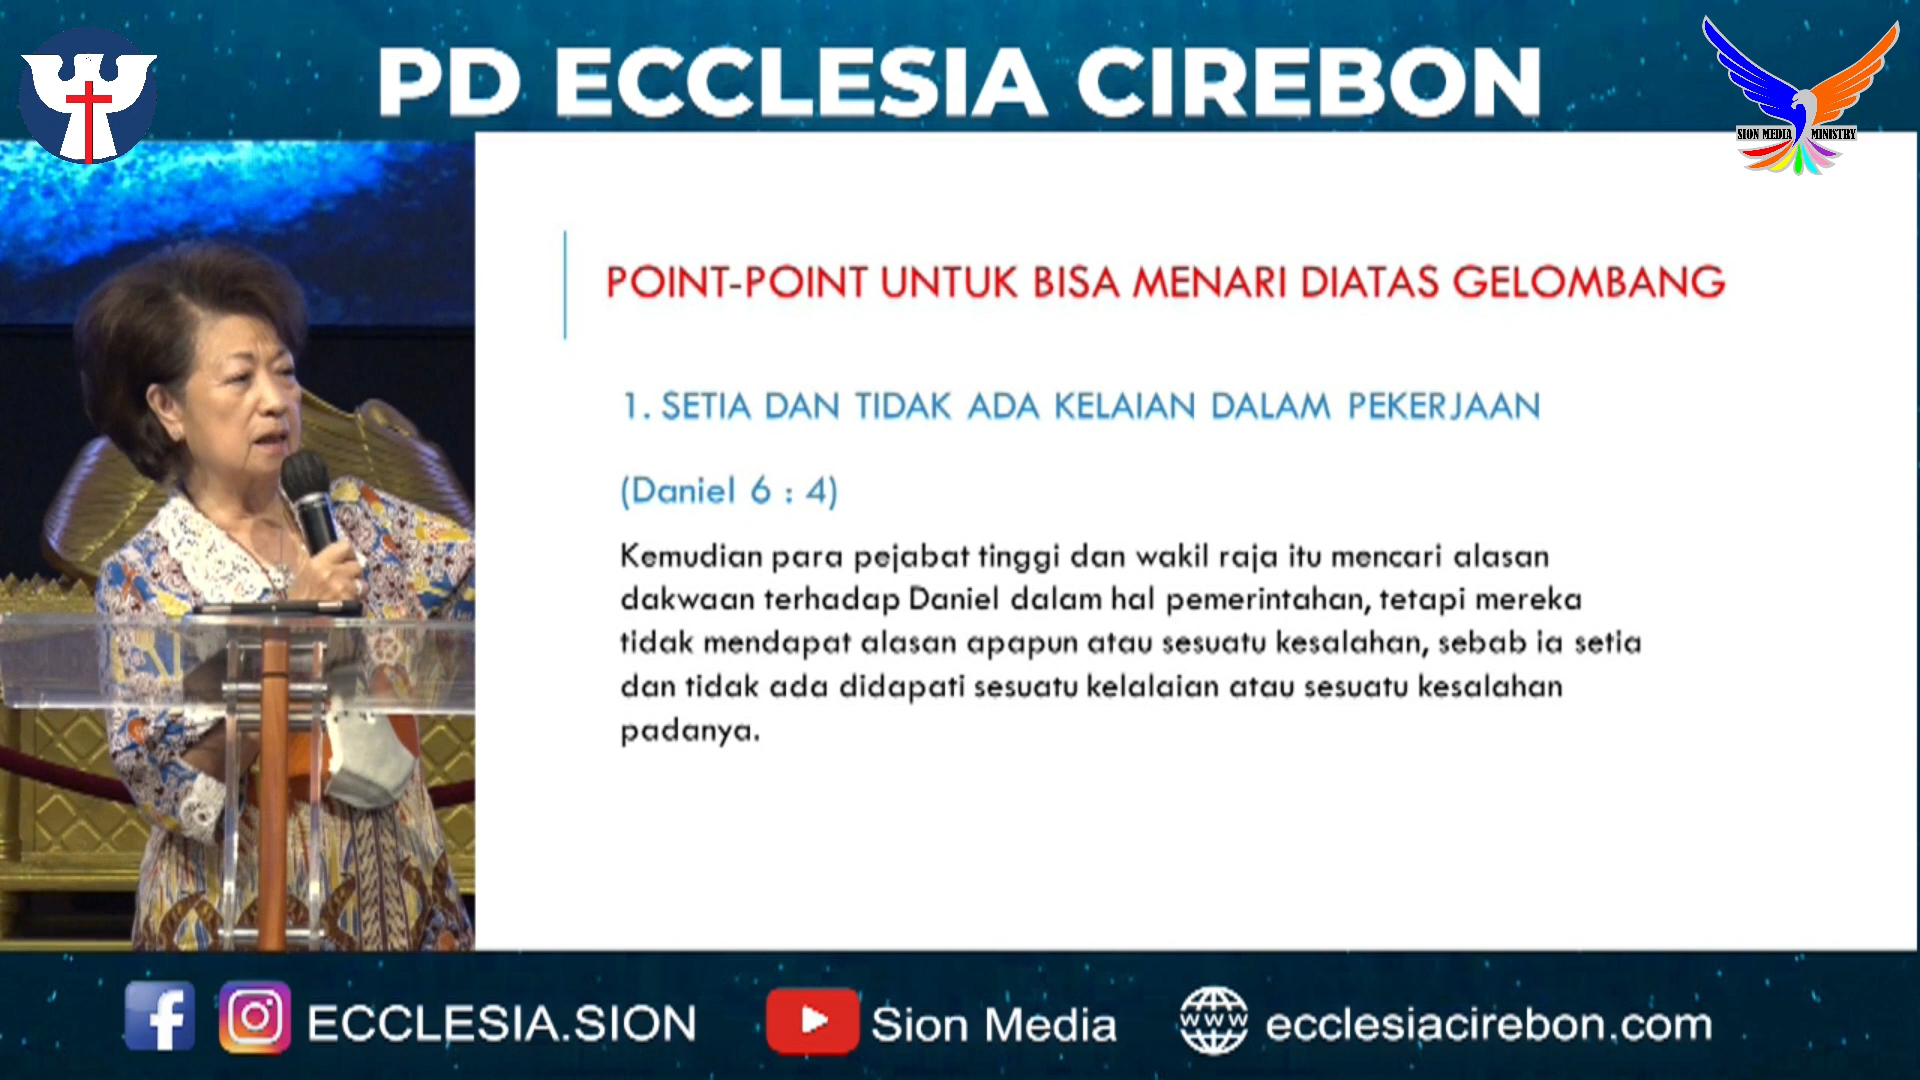 PD ECCLESIA CIREBON
SION MEDIA MINISTRY
POINT-POINT UNTUK BISA MENARI DIATAS GELOMBANG
1. SETIA DAN TIDAK ADA KELAIAN DALAM PEKERJAAN
(Daniel 6 : 4)
Kemudian para pejabat tinggi dan wakil raja itu mencari alasan
dakwaan terhadap Daniel dalam hal pemerintahan, tetapi mereka
tidak mendapat alasan apapun atau sesuatu kesalahan, sebab ia setia
dan tidak ada didapati sesuatu kelalaian atau sesuatu kesalahan
padanya.
ECCLESIA.SION
Sion Media
www
ecclesiacirebon.com